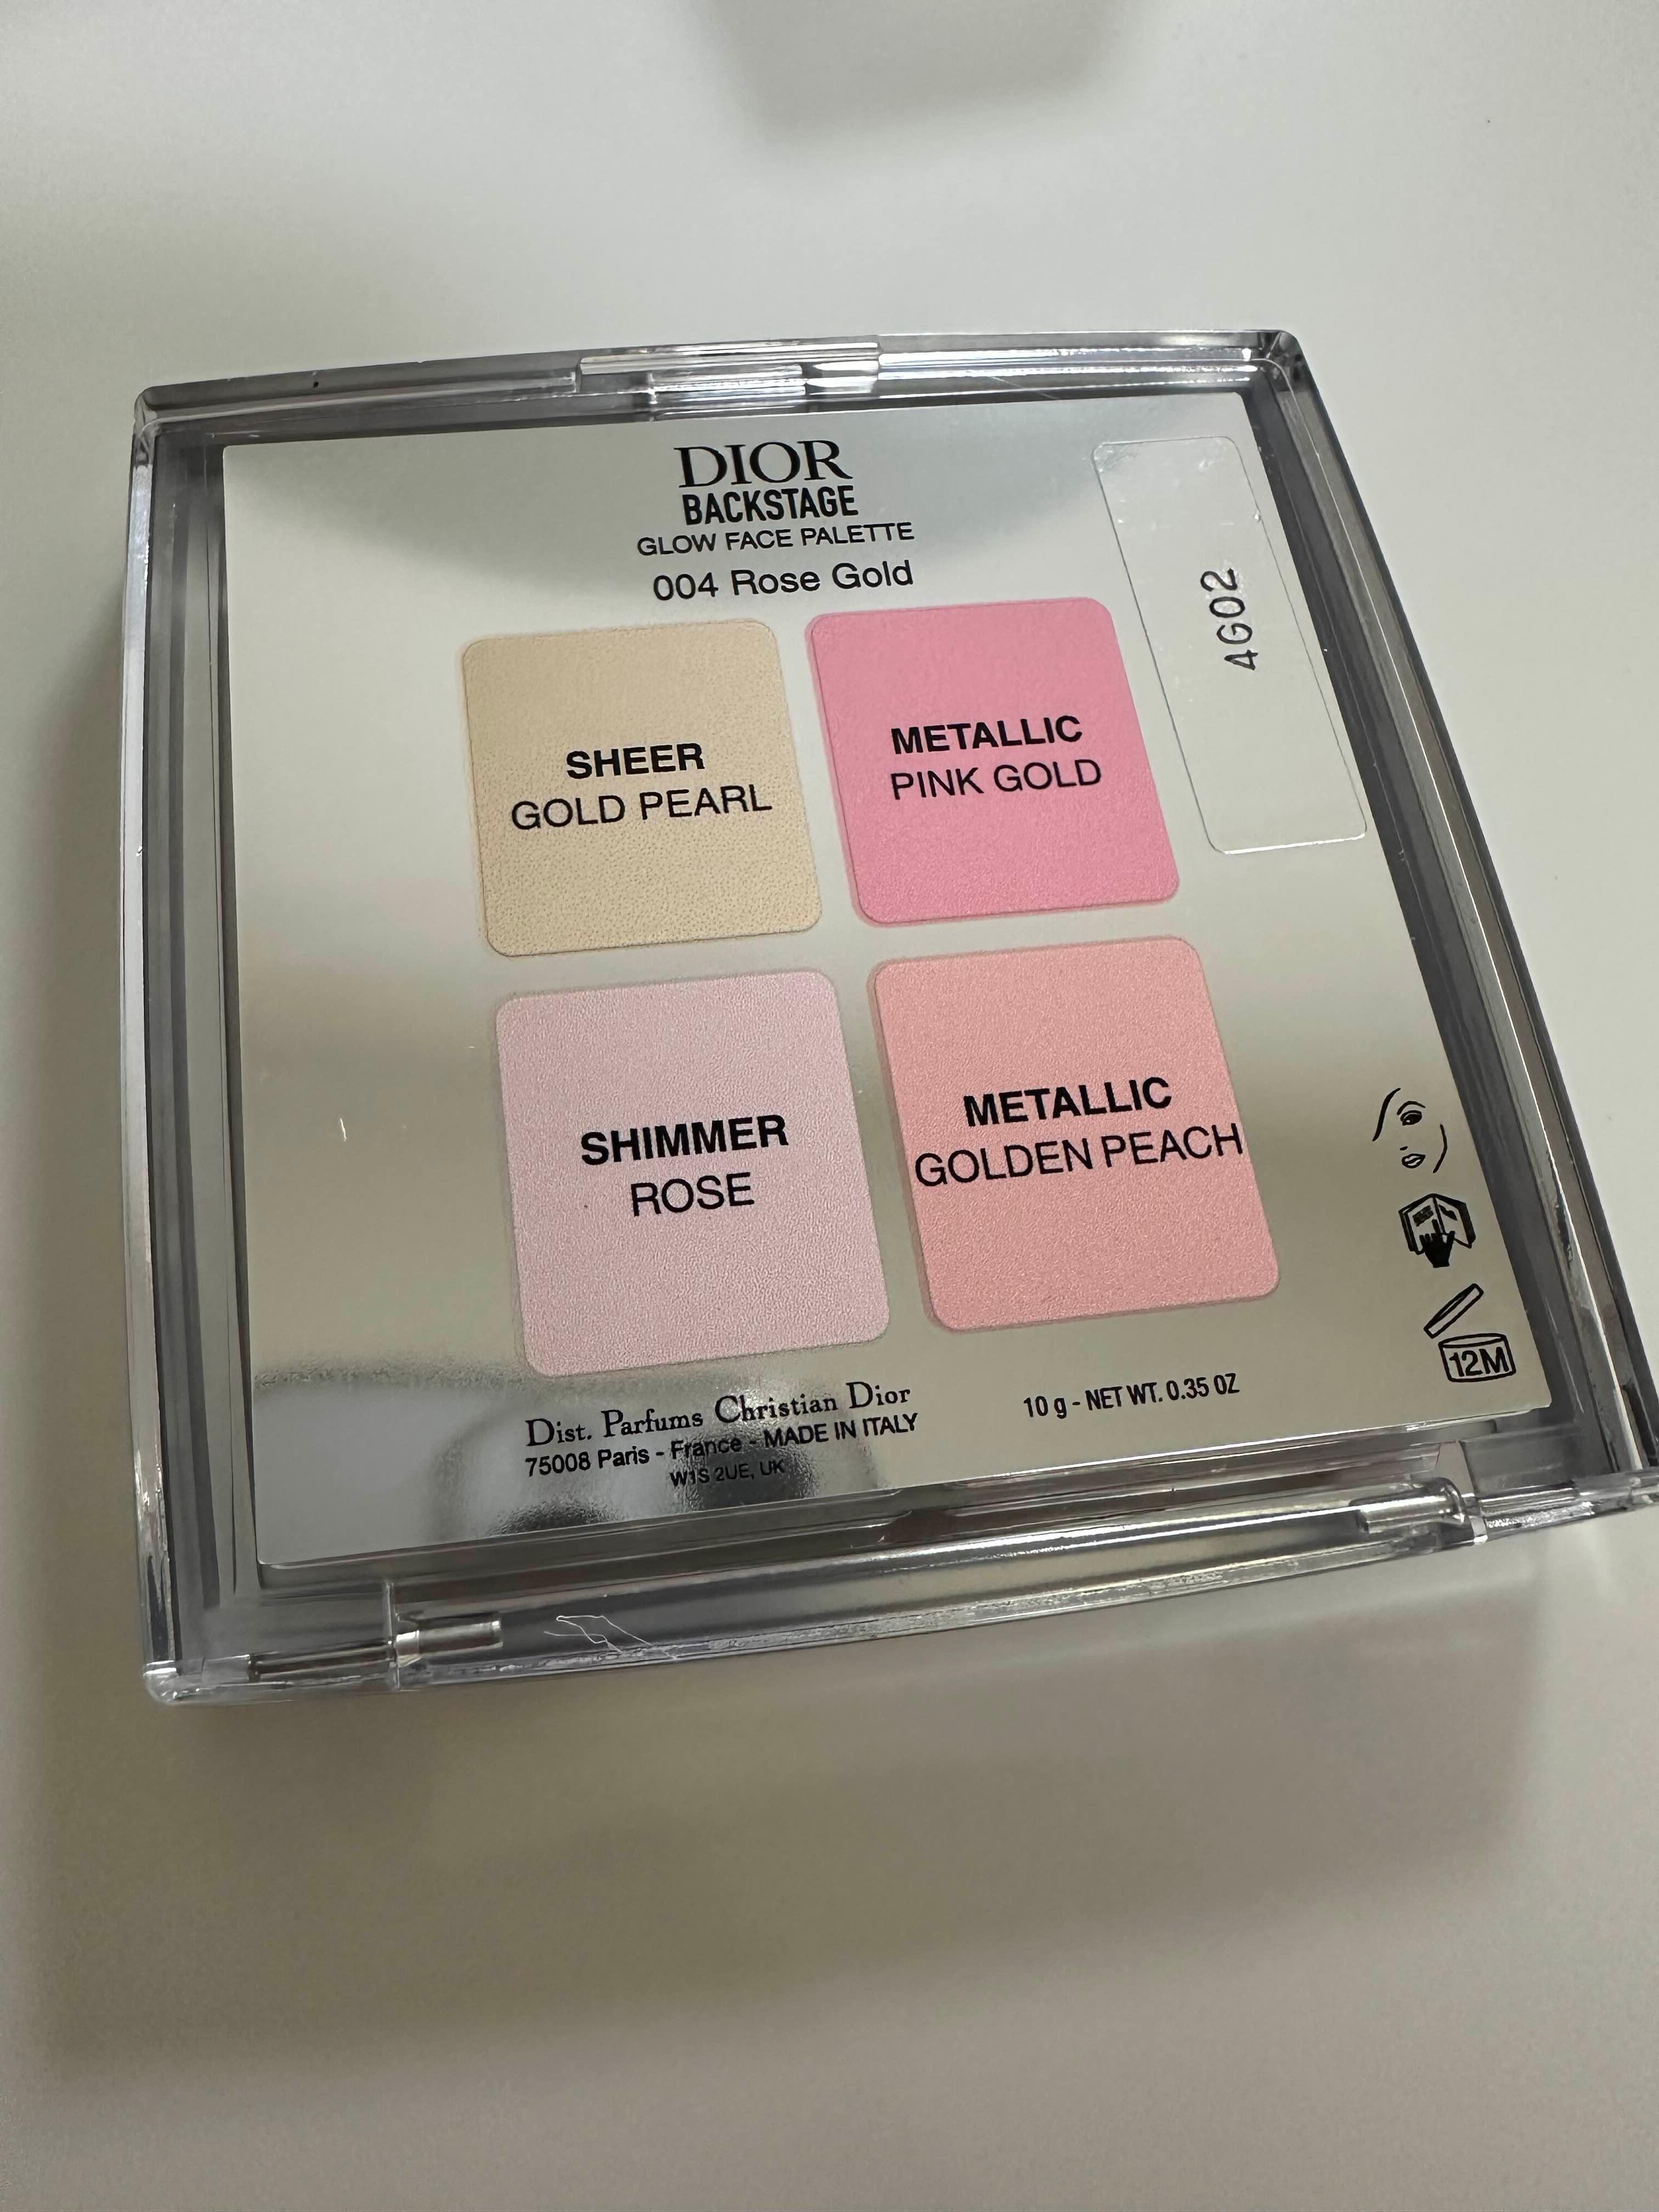 DIOR
BACKSTAGE
GLOW FACE PALETTE
004 Rose Gold
4G02
SHEER
GOLD PEARL
METALLIC
PINK GOLD
SHIMMER
ROSE
METALLIC
GOLDEN PEACH
12M
Dist. Parfums Christian Dior
75008 Paris - France - MADE IN ITALY
W1S 2UE, UK
10 g - NET WT. 0.35 OZ